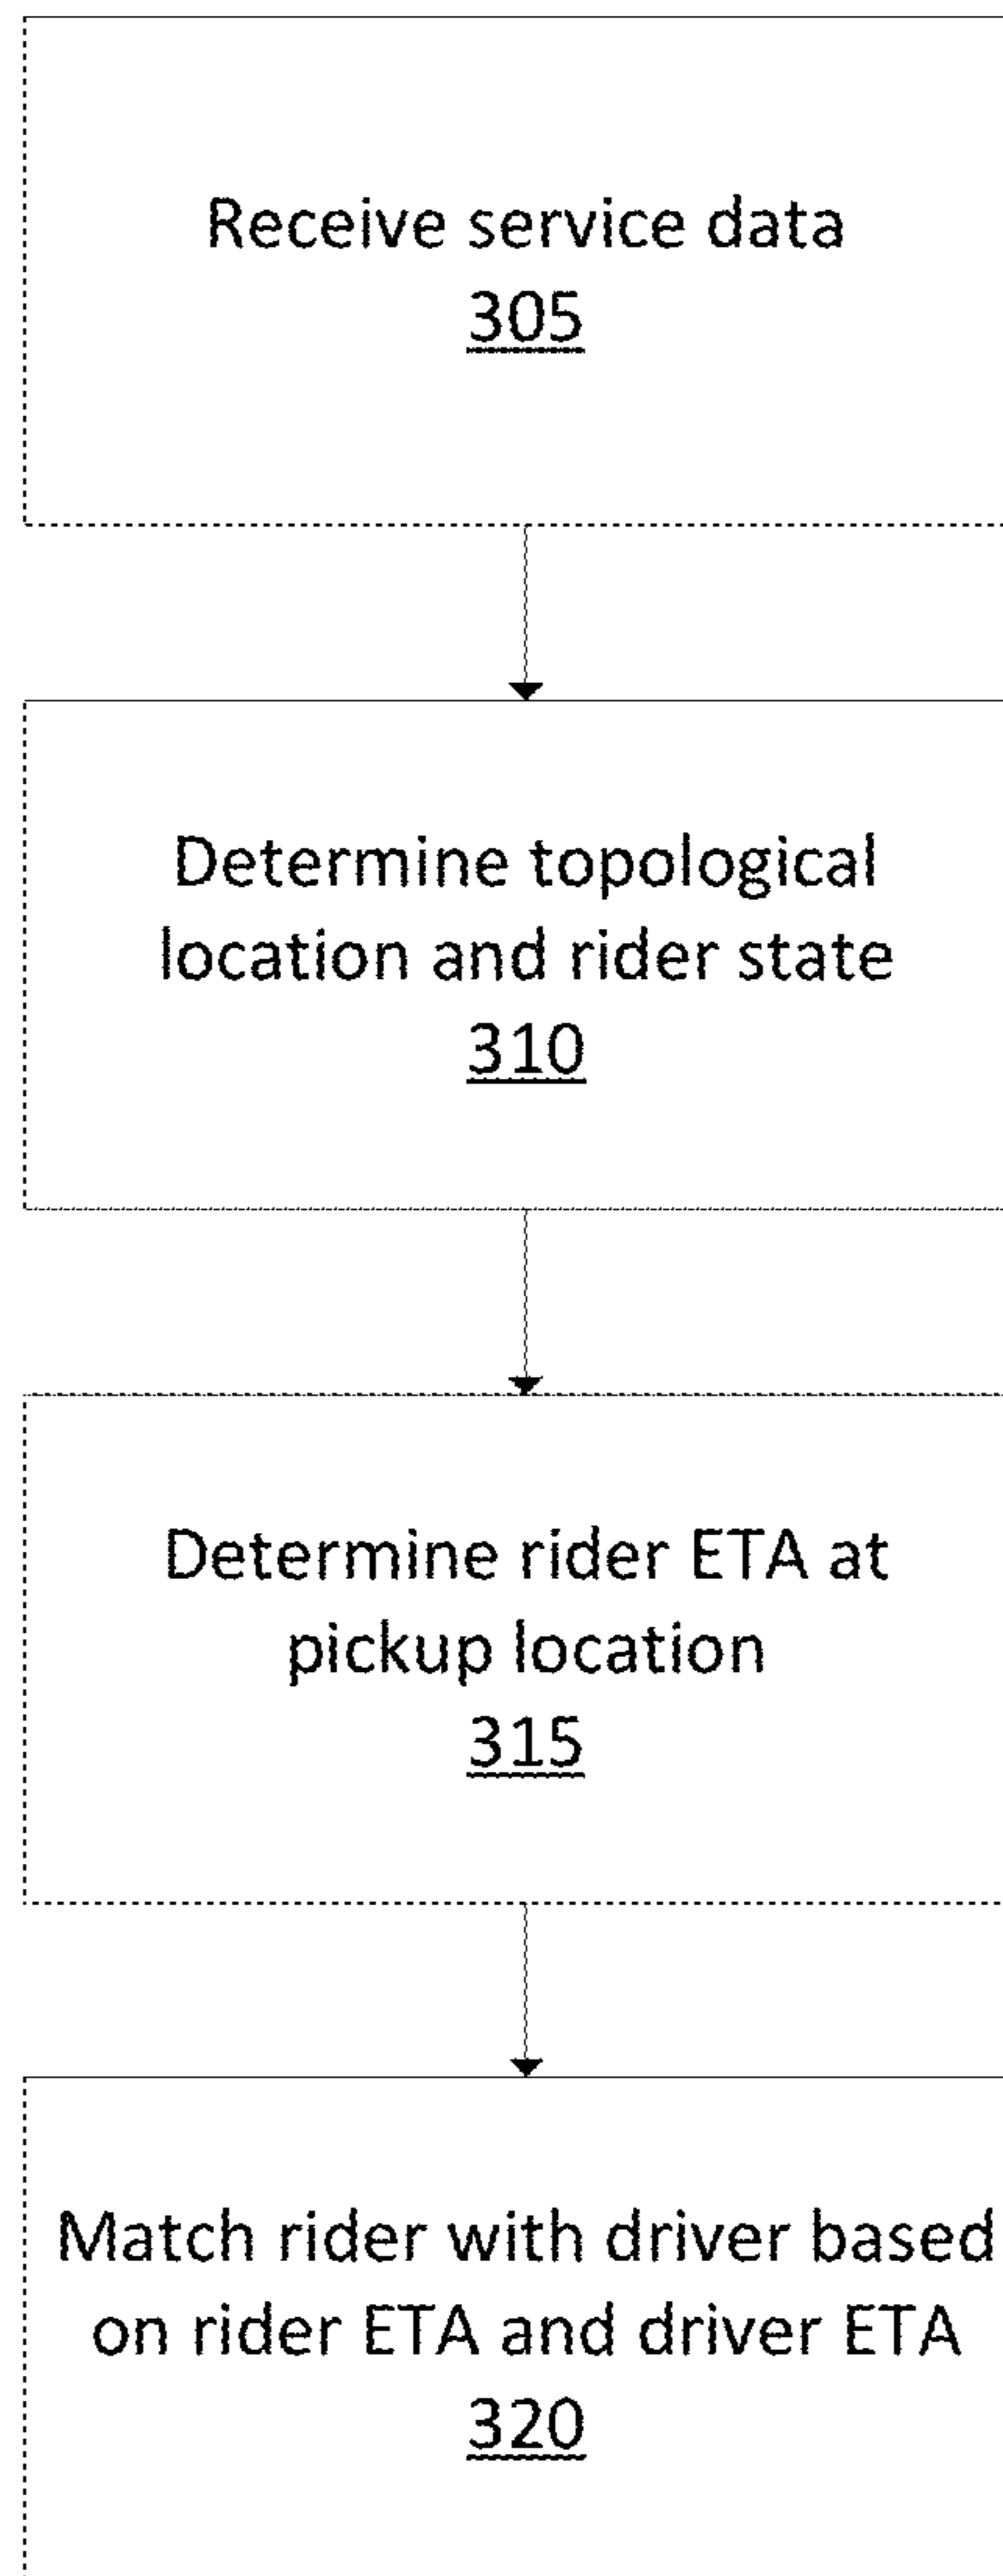 Receive service data
305
Determine topological
location and rider state
310
Determine rider ETA at
pickup location
315
Match rider with driver based
on rider ETA and driver ETA
320